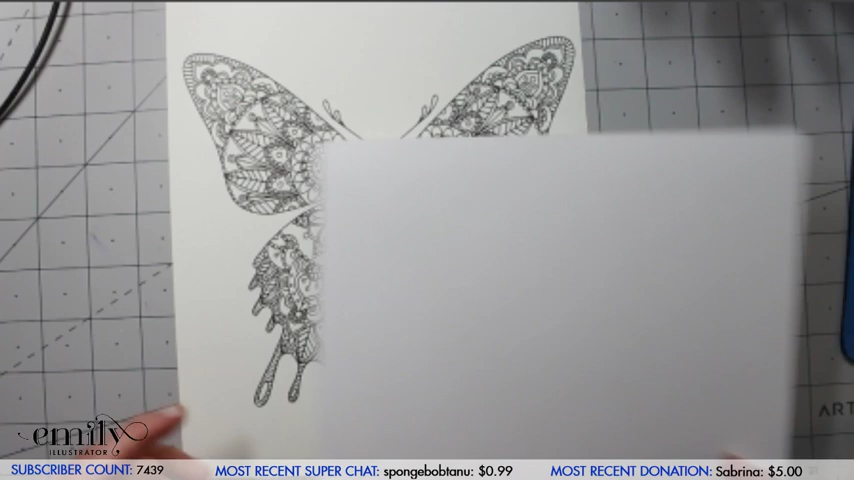 ART
emily
ILLUSTRATOR
SUBSCRIBER COUNT: 7439 MOST RECENT SUPER CHAT: spongebobtanu: $0.99 MOST RECENT DONATION: Sabrina: $5.00